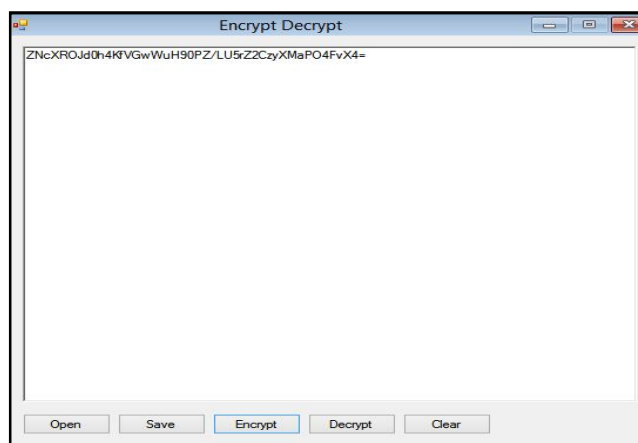 Encrypt Decrypt
ZNcXROJd0h4KfVGwWuH90PZ/LU5rZ2CzyXMaPO4FvX4=
Open Save Encrypt Decrypt Clear